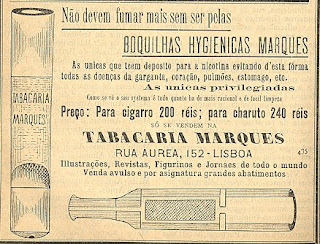 Não devem fumar mais sem ser pelas
BOQUILHAS HYGIENICAS MARQUES
As unicas que teem deposito para a nicotina evitando d'esta fórma
todas as doenças da garganta, coração, pulmões, estomago, etc.
As unicas privilegiadas
Como se vê o seu systema é tudo quanto ha de mais racional e de facil limpeza
Preço: Para cigarro 200 réis; para charuto 240 réis
SÓ SE VENDEM NA
TABACARIA MARQUES
RUA AUREA, 152-LISBOA
475
Illustrações, Revistas, Figurinos e Jornaes de todo o mundo
Venda avulso e por asignatura grandes abatimentos
TABACARIA
MARQUES